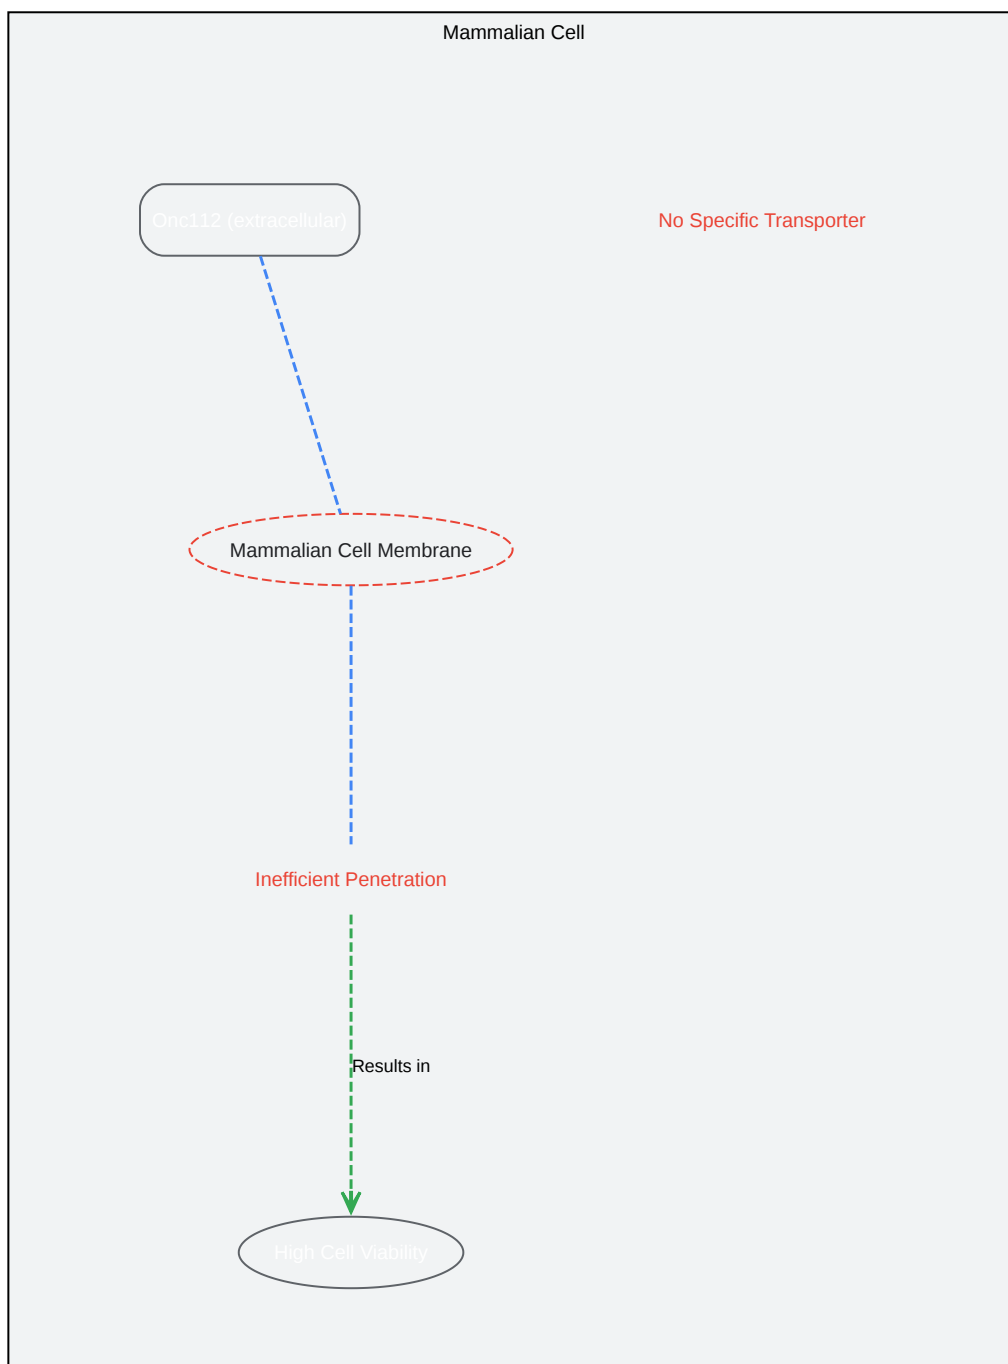 Mammalian Cell
Onc112 (extracellular)
No Specific Transporter
Mammalian Cell Membrane
Inefficient Penetration
Results in
High Cell Viability